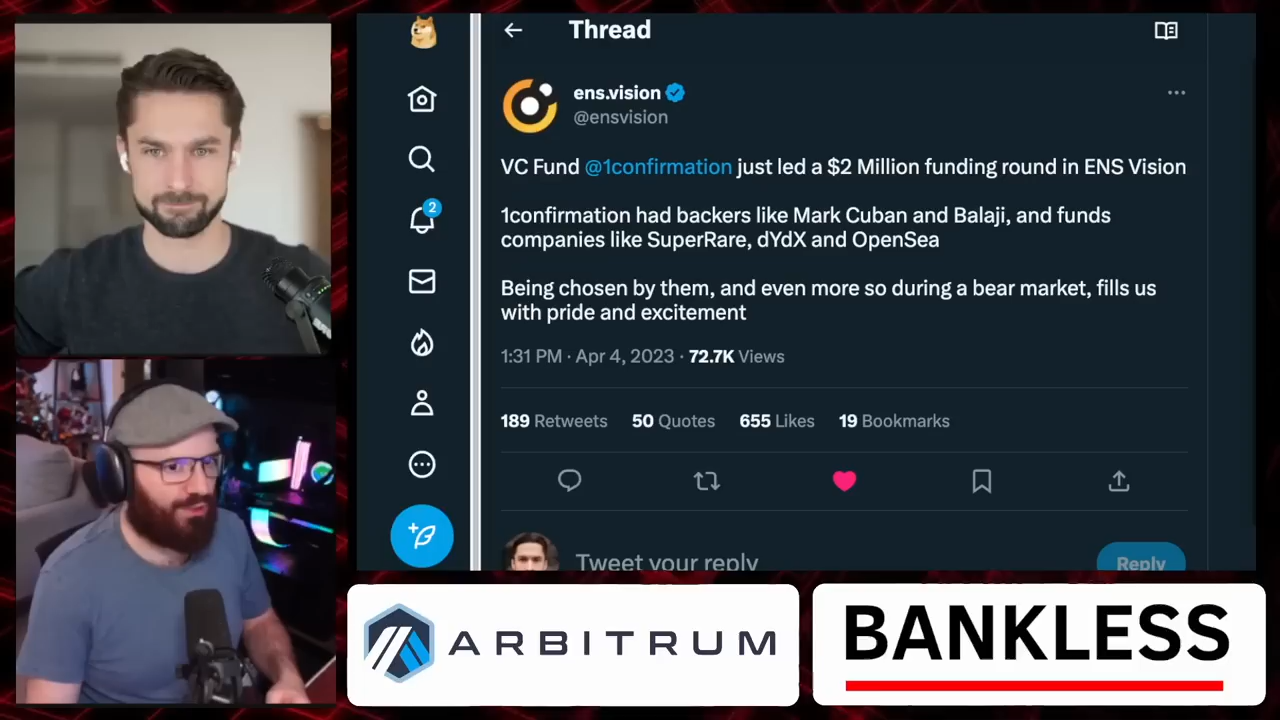 Thread
ens.vision
@ensvision
VC Fund @1confirmation just led a $2 Million funding round in ENS Vision
1confirmation had backers like Mark Cuban and Balaji, and funds
companies like SuperRare, dYdX and OpenSea
Being chosen by them, and even more so during a bear market, fills us
with pride and excitement
1:31 PM · Apr 4, 2023 · 72.7K Views
189 Retweets 50 Quotes 655 Likes 19 Bookmarks
2
Tweet your reply
Reply
ARBITRUM
BANKLESS